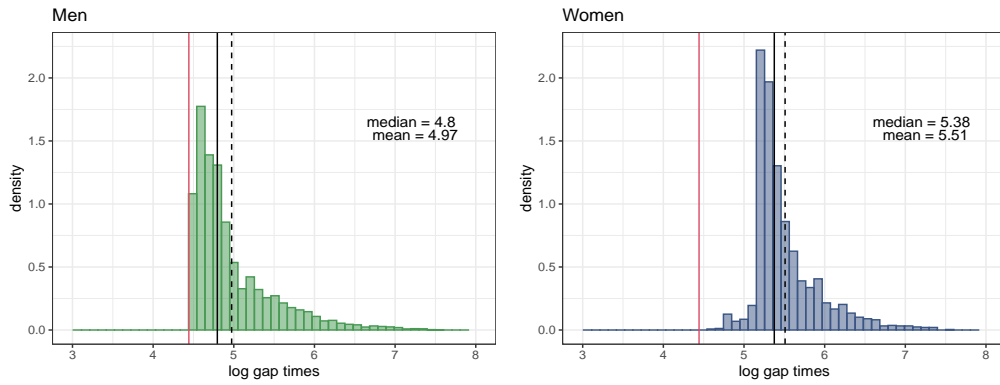 Men
density
2.0
1.5
1.0
0.5
0.0
median = 4.8
mean = 4.97
3 4 5 6 7 8
log gap times
Women
density
2.0
1.5
1.0
0.5
0.0
median = 5.38
mean = 5.51
3 4 5 6 7 8
log gap times